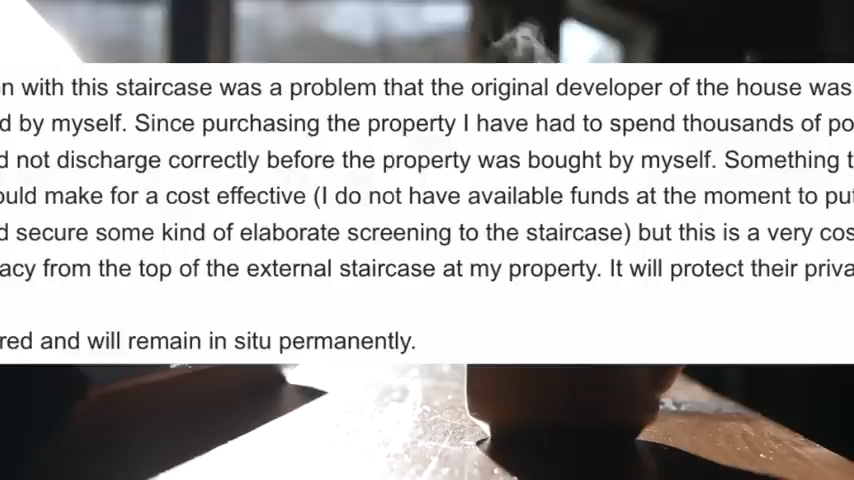 n with this staircase was a problem that the original developer of the house was
d by myself. Since purchasing the property I have had to spend thousands of po
d not discharge correctly before the property was bought by myself. Something t
ould make for a cost effective (I do not have available funds at the moment to put
d secure some kind of elaborate screening to the staircase) but this is a very cos
acy from the top of the external staircase at my property. It will protect their priva
red and will remain in situ permanently.